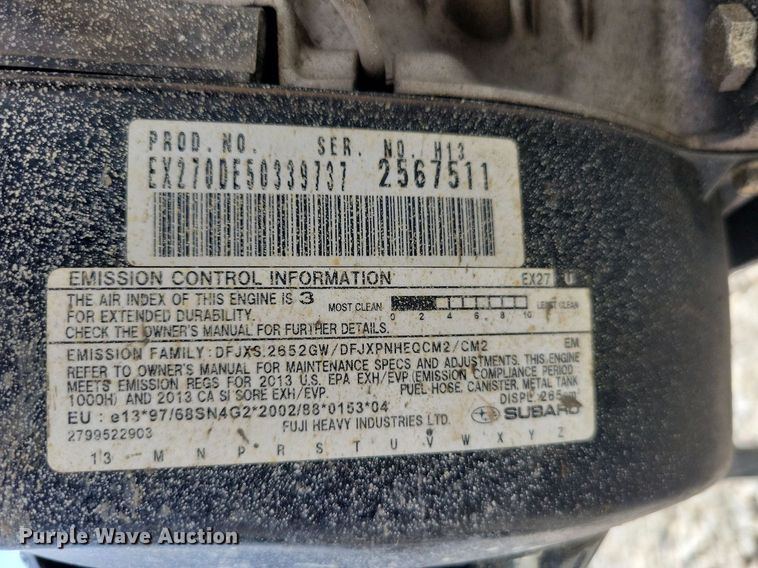 PROD. NO. SER. NO. H13
EX270DE50339737 2567511
EMISSION CONTROL INFORMATION EX27 U
THE AIR INDEX OF THIS ENGINE IS 3 MOST CLEAN LEAST CLEAN
FOR EXTENDED DURABILITY. 0 2 4 6 8 10
CHECK THE OWNER'S MANUAL FOR FURTHER DETAILS.
EMISSION FAMILY: DFJXS.2652GW/DFJXPNHEQCM2/CM2 EM
REFER TO OWNER'S MANUAL FOR MAINTENANCE SPECS AND ADJUSTMENTS. THIS ENGINE
MEETS EMISSION REGS FOR 2013 U.S. EPA EXH/EVP (EMISSION COMPLIANCE PERIOD
1000H) AND 2013 CA SI SORE EXH/EVP. FUEL HOSE, CANISTER, METAL TANK
DISPL. 265
EU : e13*97/68SN4G2*2002/88*0153*04 SUBARU
2799522903 FUJI HEAVY INDUSTRIES LTD.
13 M N P R S T U V W X Y Z
Purple Wave Auction